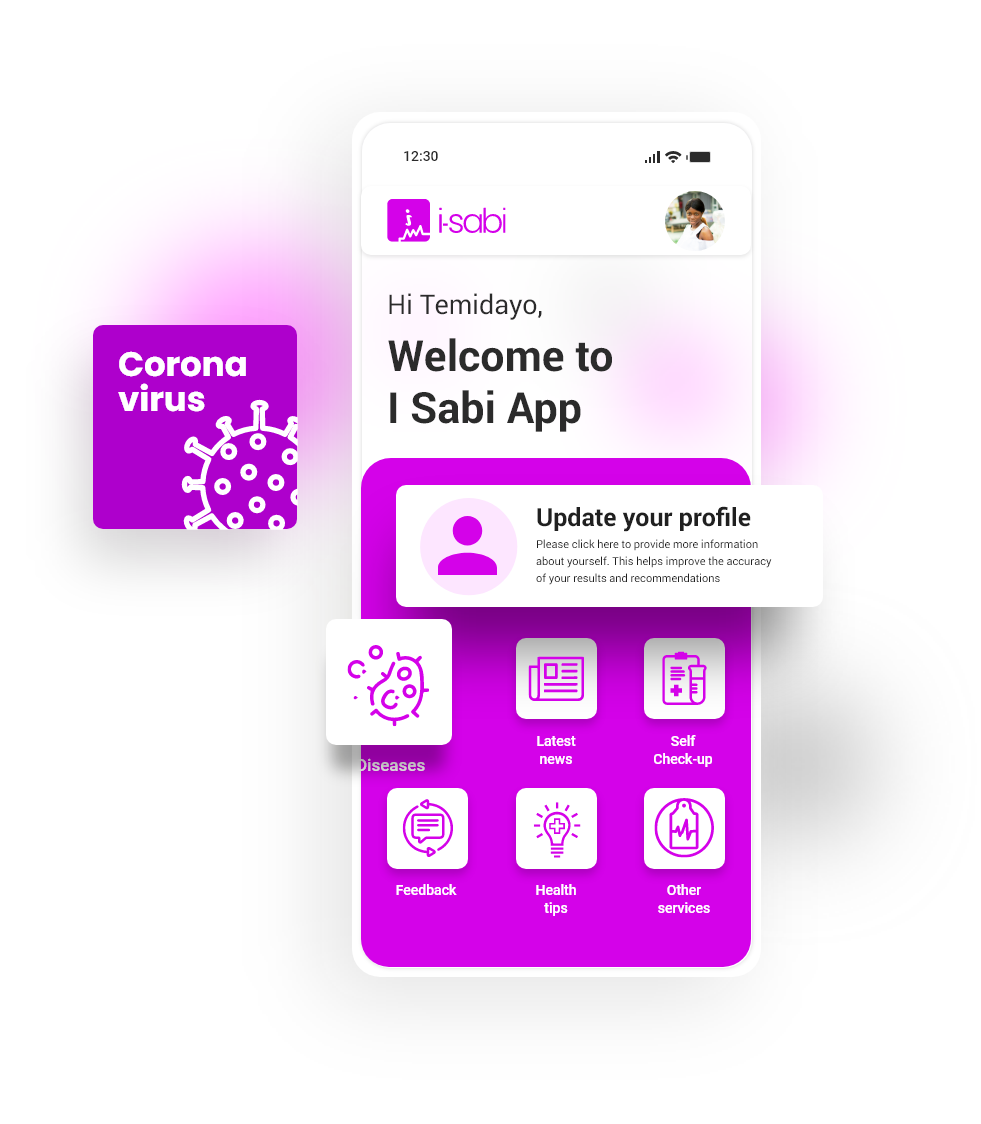 12:30
i-sabi
Hi Temidayo,
Welcome to
I Sabi App
Corona
virus
Update your profile
Please click here to provide more information
about yourself. This helps improve the accuracy
of your results and recommendations
Diseases
Latest
news
Self
Check-up
Feedback
Health
tips
Other
services